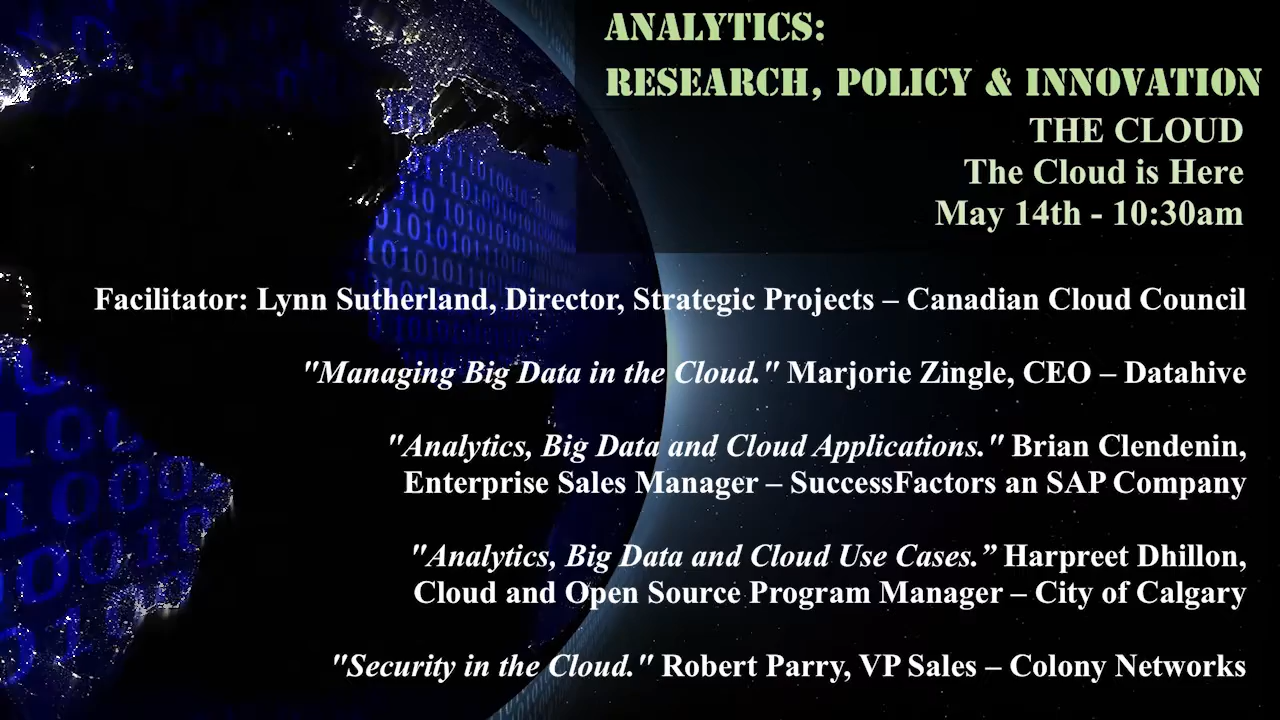 ANALYTICS:
RESEARCH, POLICY & INNOVATION
THE CLOUD
The Cloud is Here
May 14th - 10:30am
Facilitator: Lynn Sutherland, Director, Strategic Projects – Canadian Cloud Council
"Managing Big Data in the Cloud." Marjorie Zingle, CEO – Datahive
"Analytics, Big Data and Cloud Applications." Brian Clendenin,
Enterprise Sales Manager – SuccessFactors an SAP Company
"Analytics, Big Data and Cloud Use Cases.” Harpreet Dhillon,
Cloud and Open Source Program Manager – City of Calgary
"Security in the Cloud." Robert Parry, VP Sales – Colony Networks